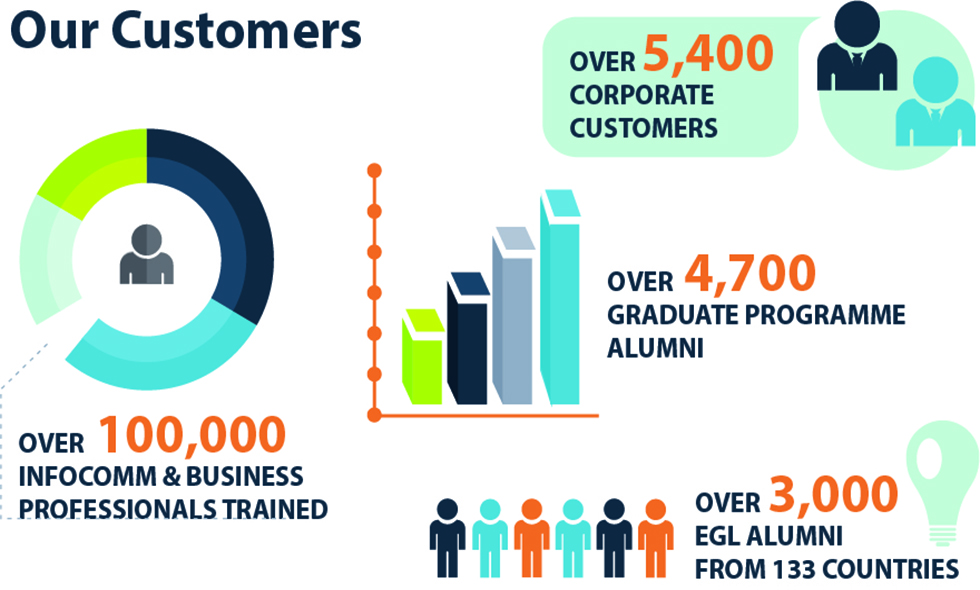 Our Customers
OVER 5,400
CORPORATE
CUSTOMERS
OVER 4,700
GRADUATE PROGRAMME
ALUMNI
OVER 100,000
INFOCOMM & BUSINESS
PROFESSIONALS TRAINED
OVER 3,000
EGL ALUMNI
FROM 133 COUNTRIES